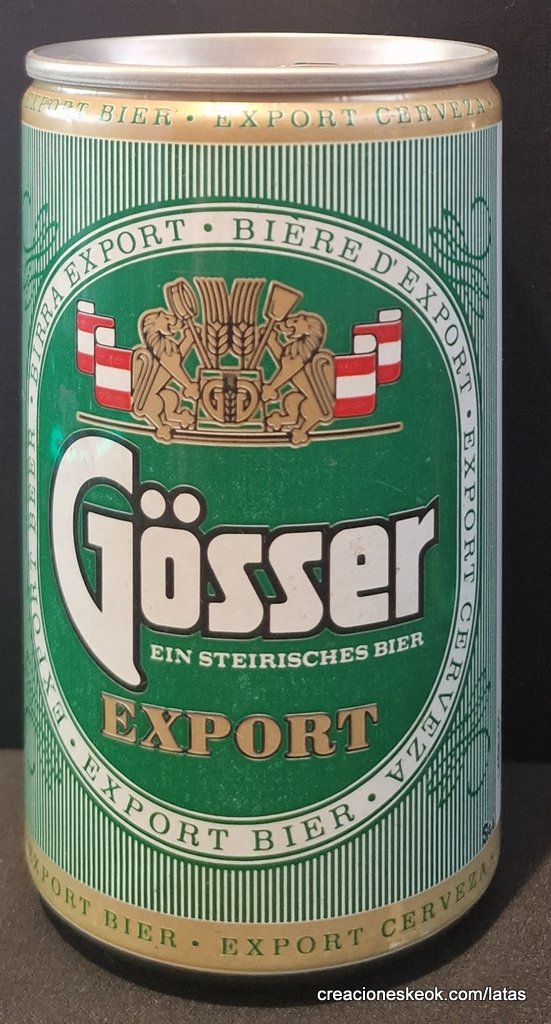 EXPORT BIER • EXPORT CERVEZA •
EXPORT BEER • BIRRA EXPORT • BIÈRE D'EXPORT • EXPORT CERVEZA • EXPORT BIER •
Gösser
EIN STEIRISCHES BIER
EXPORT
EXPORT BIER • EXPORT CERVEZA •
creacioneskeok.com/latas